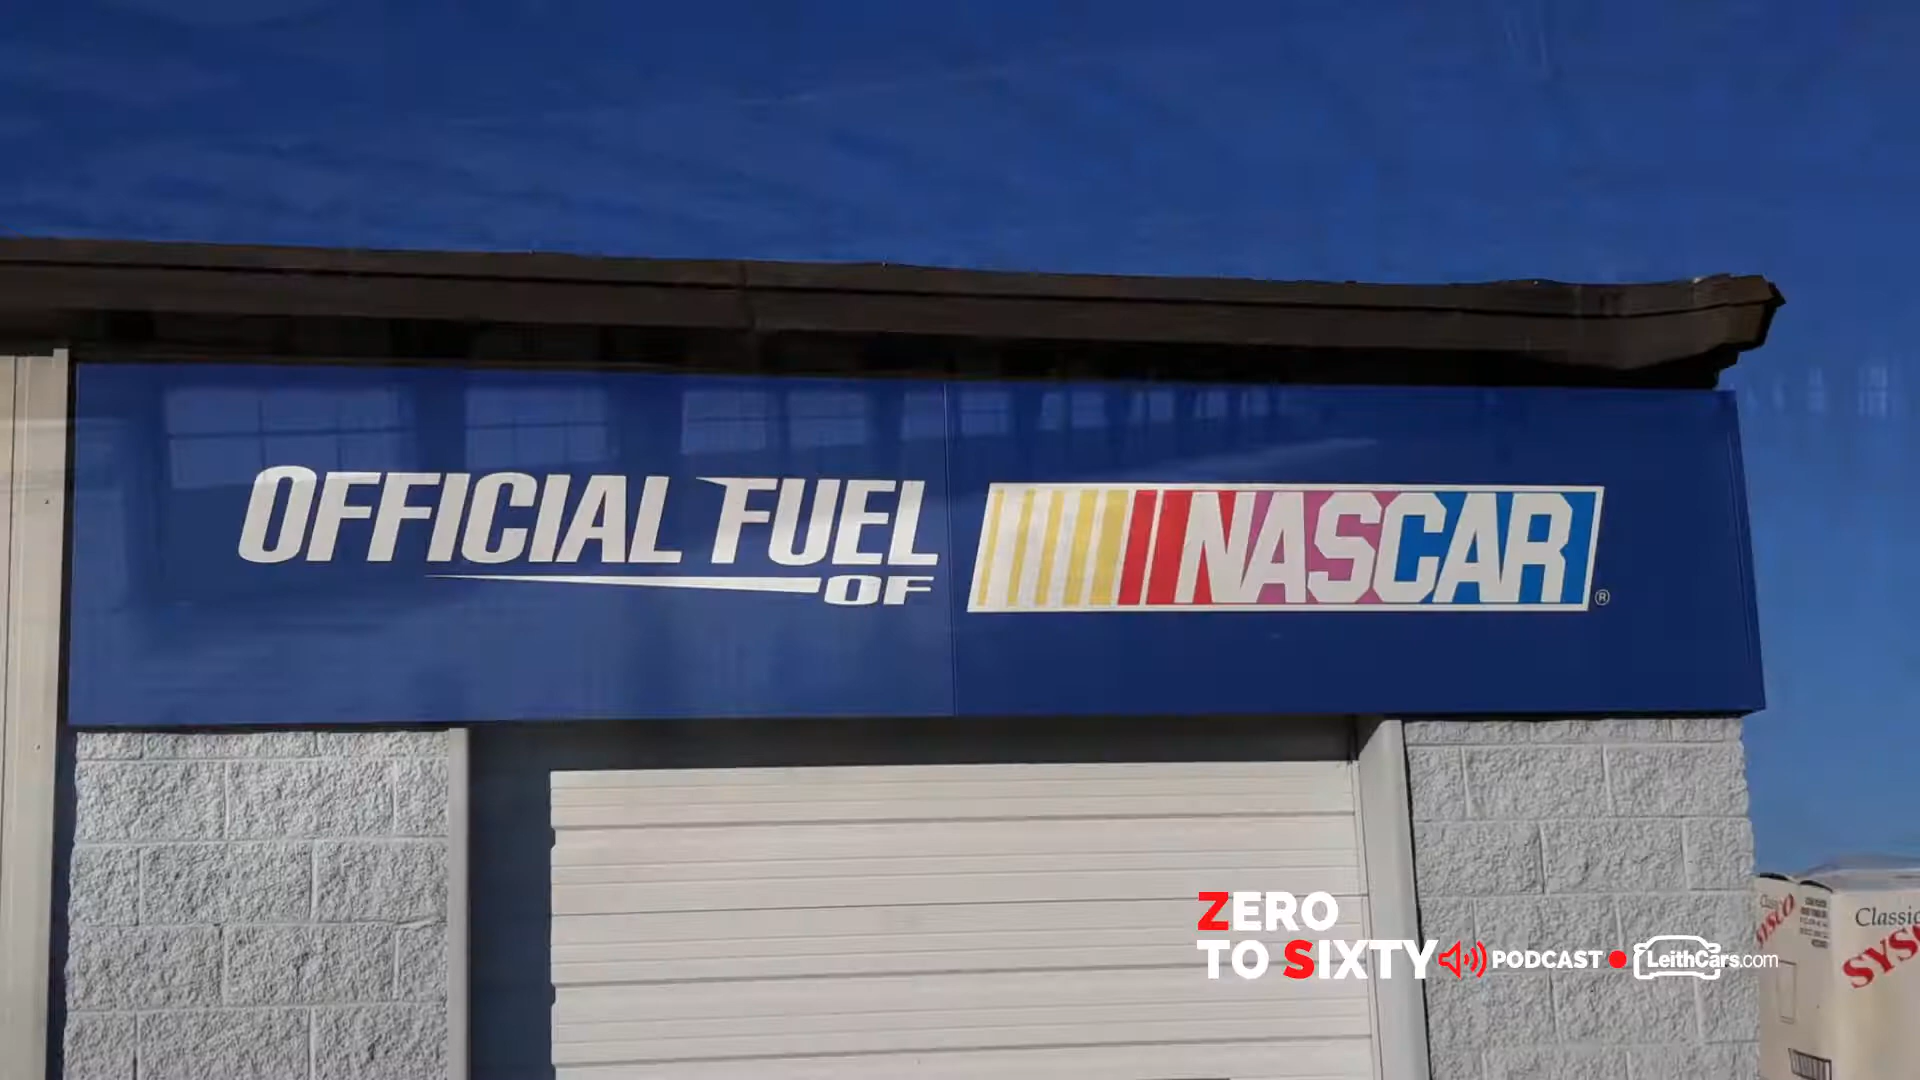 OFFICIAL FUEL
OF
NASCAR®
ZERO
TO SIXTY PODCAST LeithCars.com
SYSCO
Classic